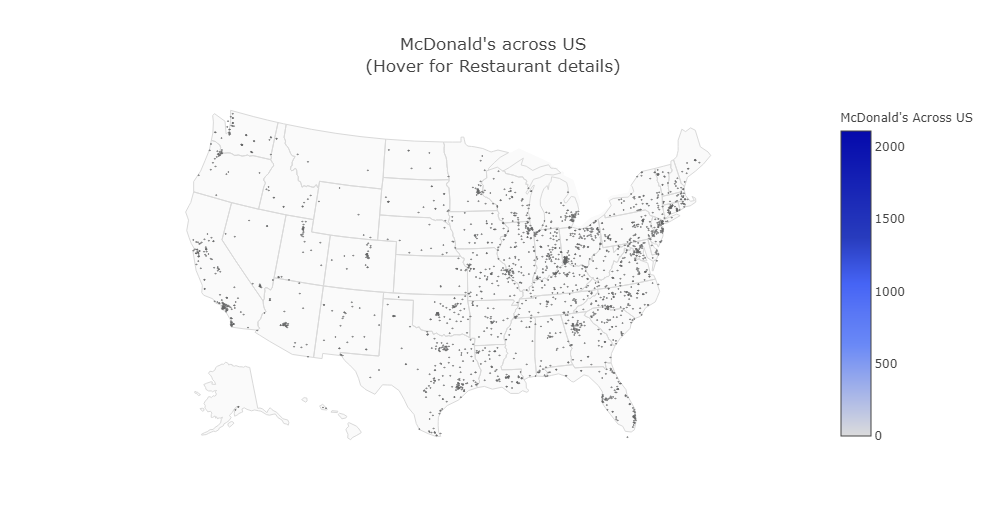 McDonald's across US
(Hover for Restaurant details)
McDonald's Across US
2000
1500
1000
500
0